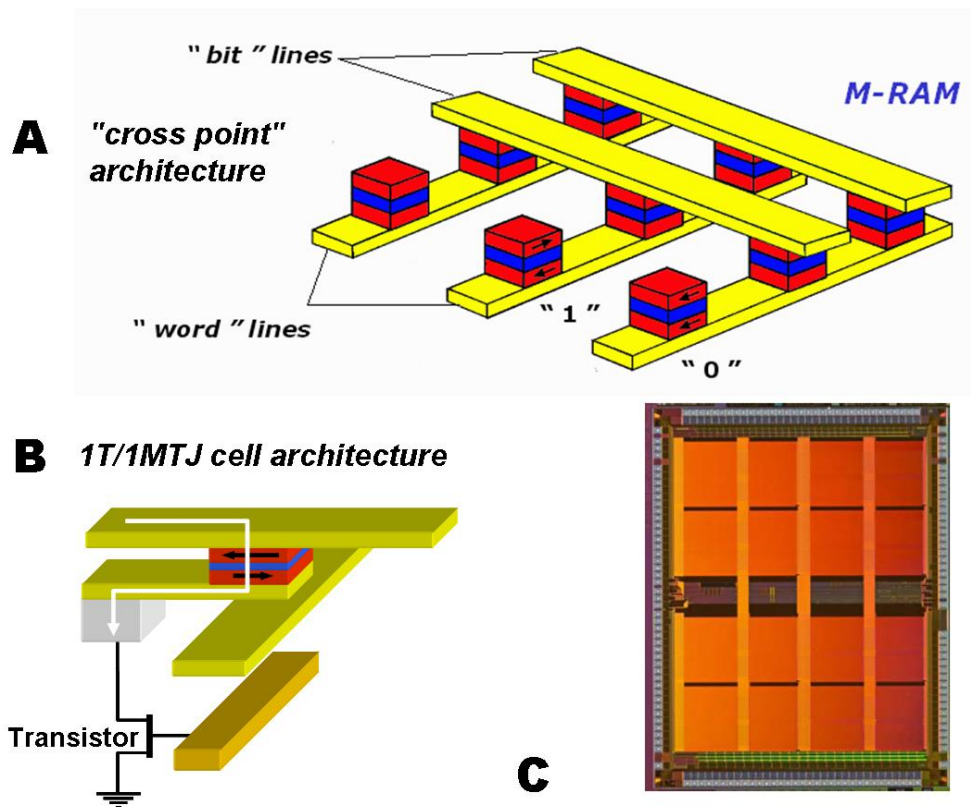 “ bit ” lines
M-RAM
A
"cross point"
architecture
“ 1 ”
“ word ” lines
“ 0 ”
B
1T/1MTJ cell architecture
Transistor
C